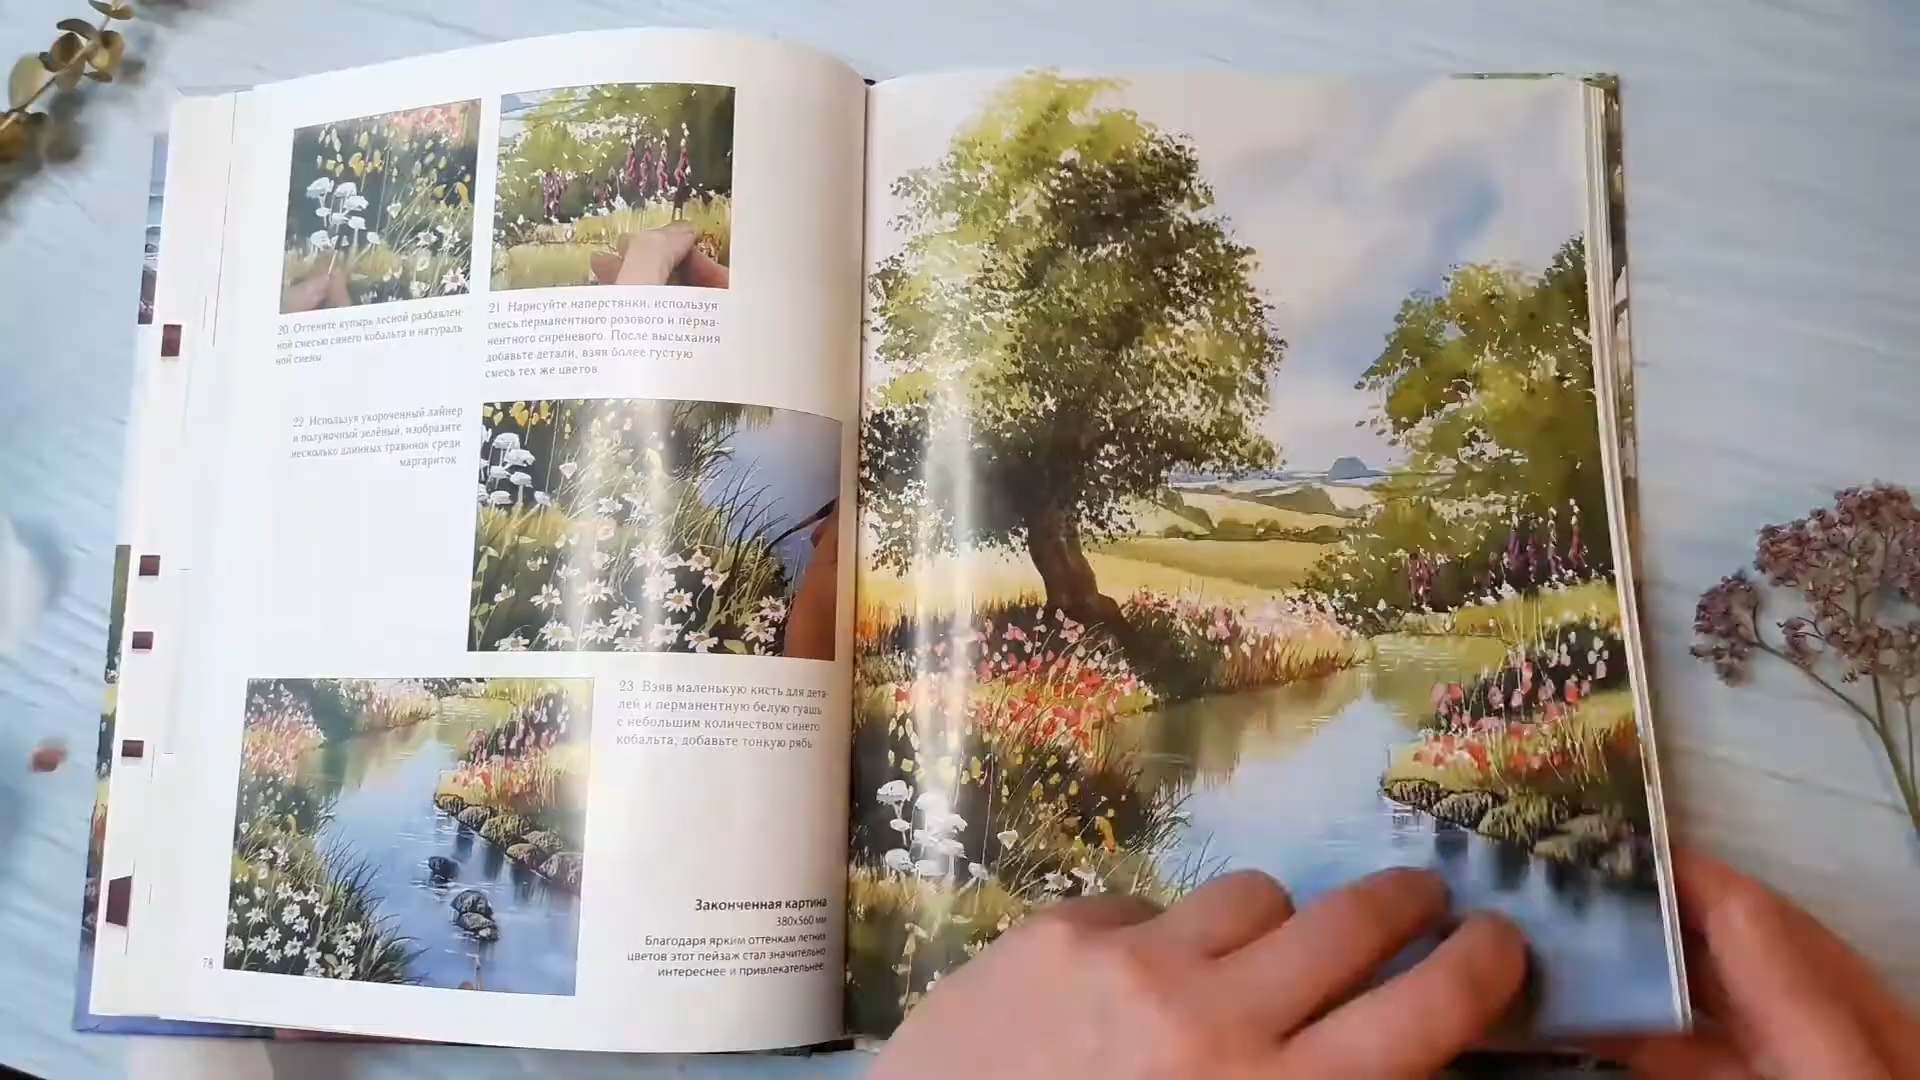 20 Оттените купырь лесной разбавлен-
ной смесью синего кобальта и натураль-
ной сиены
21 Нарисуйте наперстянки, используя
смесь перманентного розового и перма-
нентного сиреневого. После высыхания
добавьте детали, взяв более густую
смесь тех же цветов.
22 Используя укороченный лайнер
и полуночный зелёный, изобразите
несколько длинных травинок среди
маргариток
23 Взяв маленькую кисть для дета-
лей и перманентную белую гуашь
с небольшим количеством синего
кобальта, добавьте тонкую рябь
Законченная картина
380х560 мм
Благодаря ярким оттенкам летних
цветов этот пейзаж стал значительно
интереснее и привлекательнее.
78